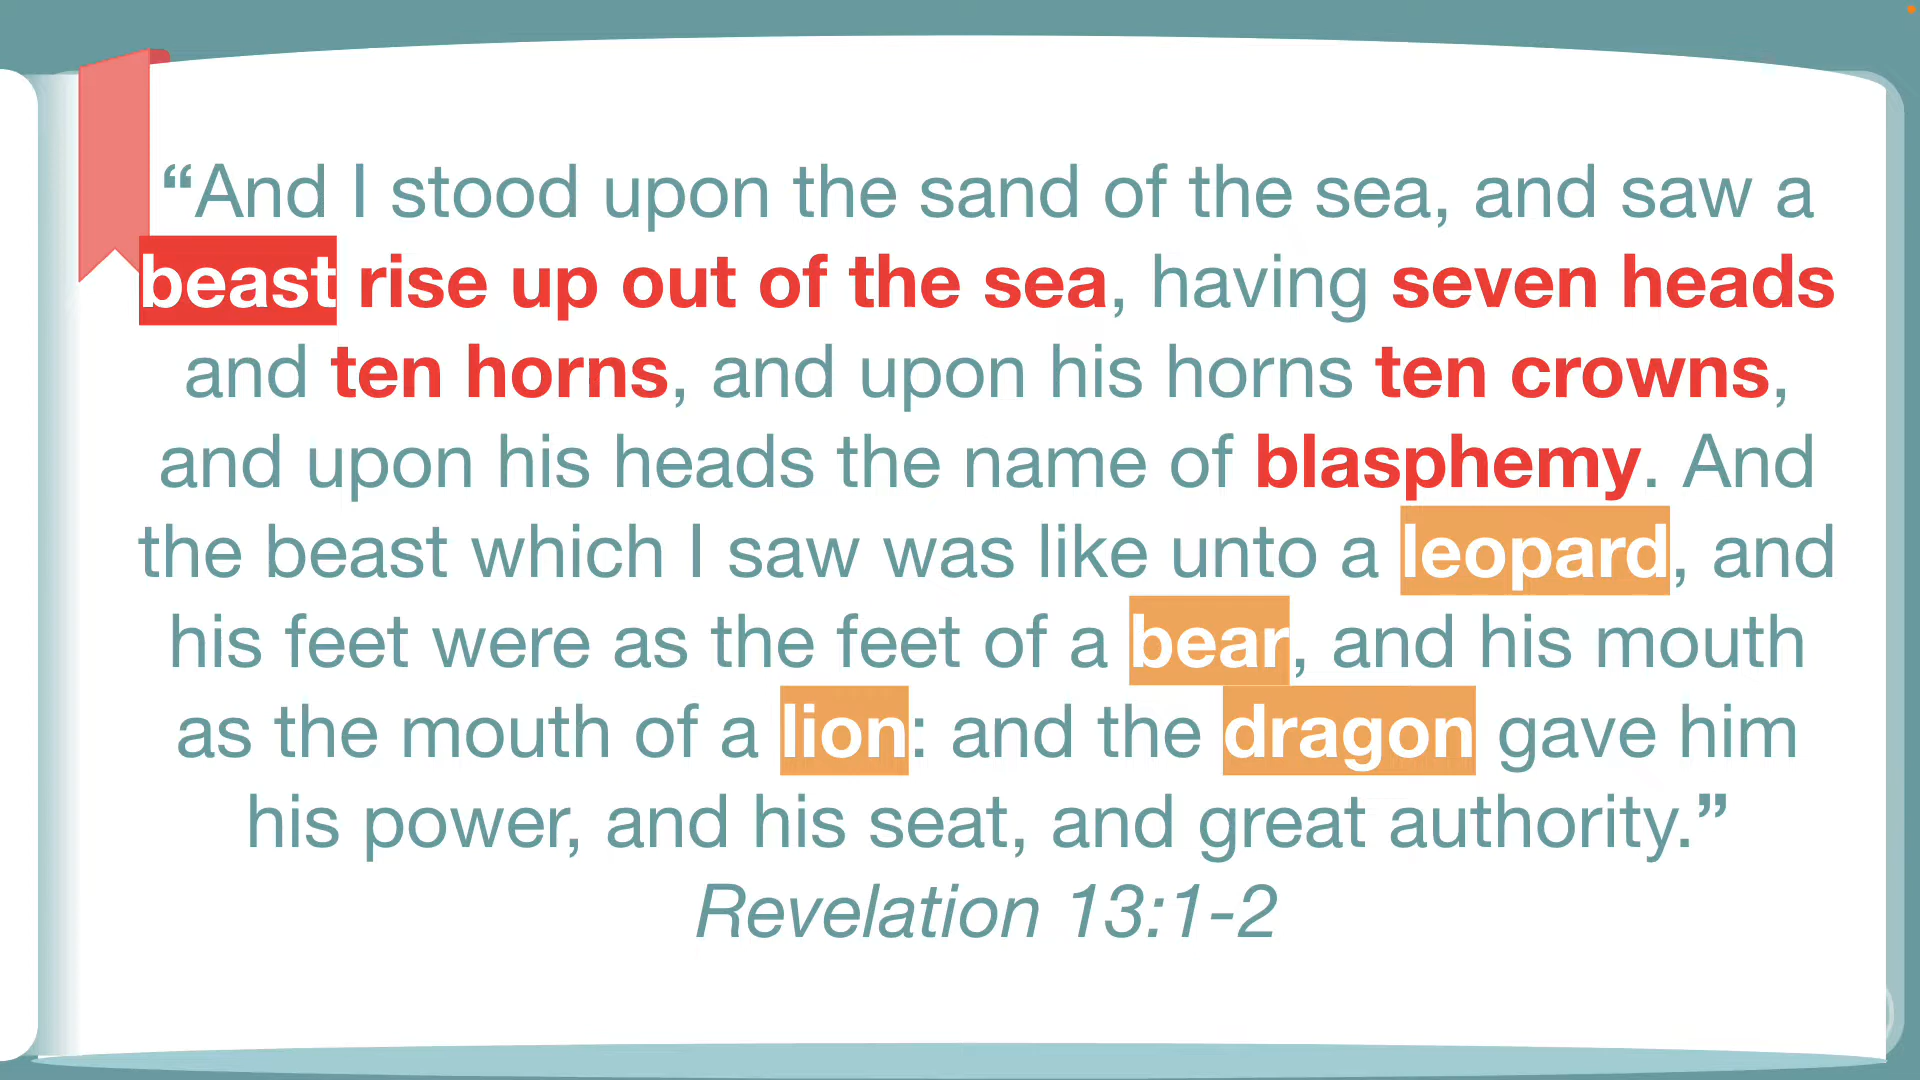 “And I stood upon the sand of the sea, and saw a
beast rise up out of the sea, having seven heads
and ten horns, and upon his horns ten crowns,
and upon his heads the name of blasphemy. And
the beast which I saw was like unto a leopard, and
his feet were as the feet of a bear, and his mouth
as the mouth of a lion: and the dragon gave him
his power, and his seat, and great authority.”
Revelation 13:1-2